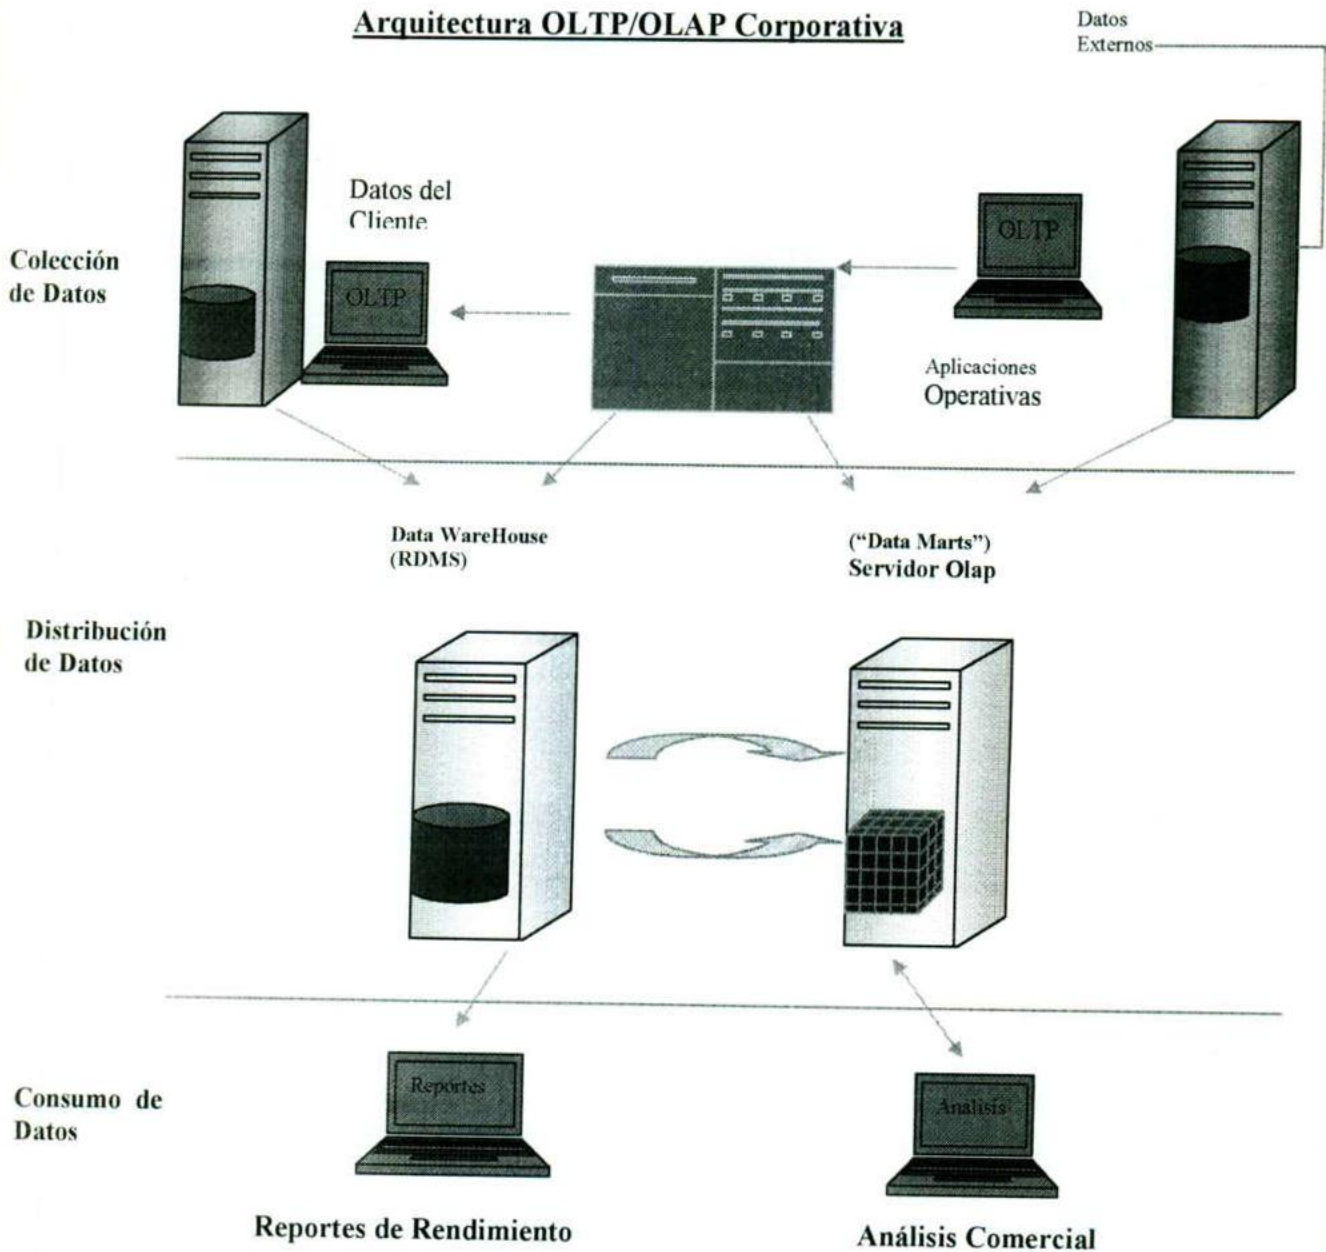 Arquitectura OLTP/OLAP Corporativa
Datos
Externos
Datos del
Cliente
OLTP
OLTP
Colección
de Datos
Aplicaciones
Operativas
Data WareHouse
(RDMS)
(“Data Marts”)
Servidor Olap
Distribución
de Datos
Reportes
Análisis
Consumo de
Datos
Reportes de Rendimiento
Análisis Comercial